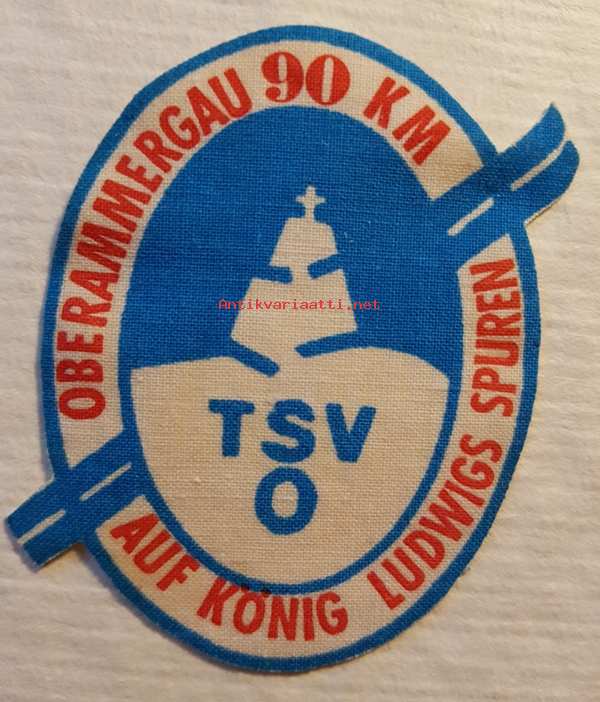 OBERAMMERGAU 90 KM
Antikvariaatti.net
TSV
O
AUF KÖNIG LUDWIGS SPUREN